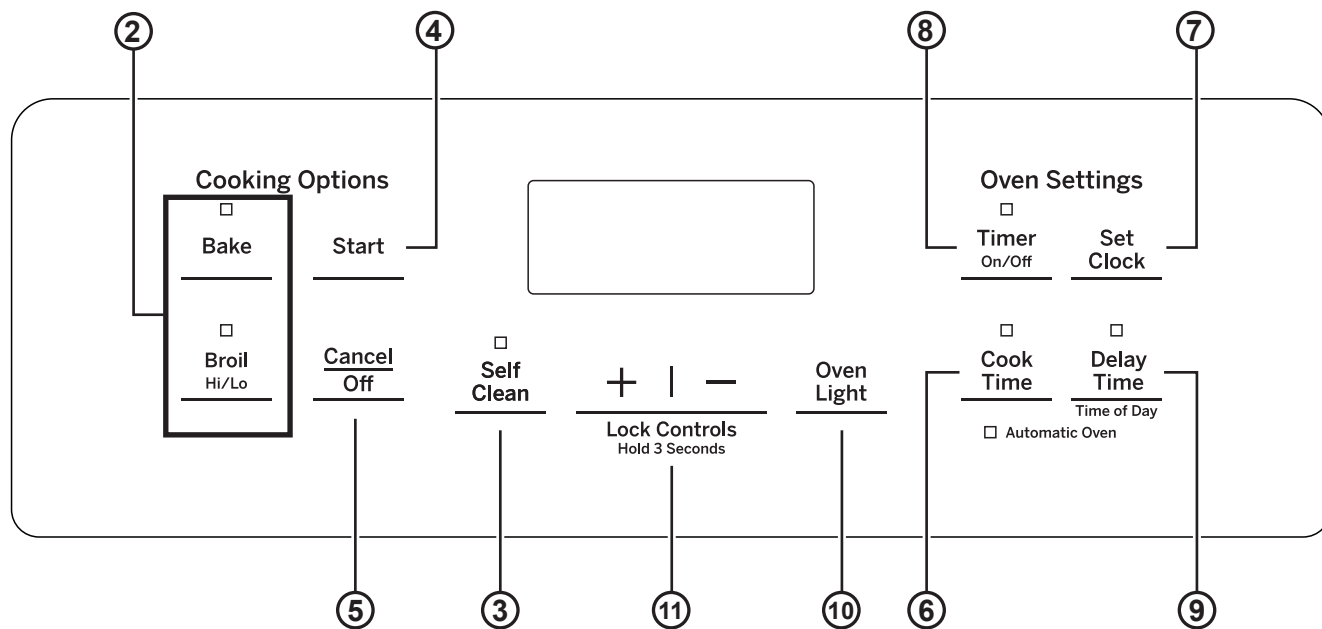 2
4
8
7
Cooking Options
Oven Settings
Bake
Start
Timer
On/Off
Set
Clock
Broil
Hi/Lo
Cancel
Off
Self
Clean
+ | −
Lock Controls
Hold 3 Seconds
Oven
Light
Cook
Time
Delay
Time
Time of Day
Automatic Oven
5
3
11
10
6
9